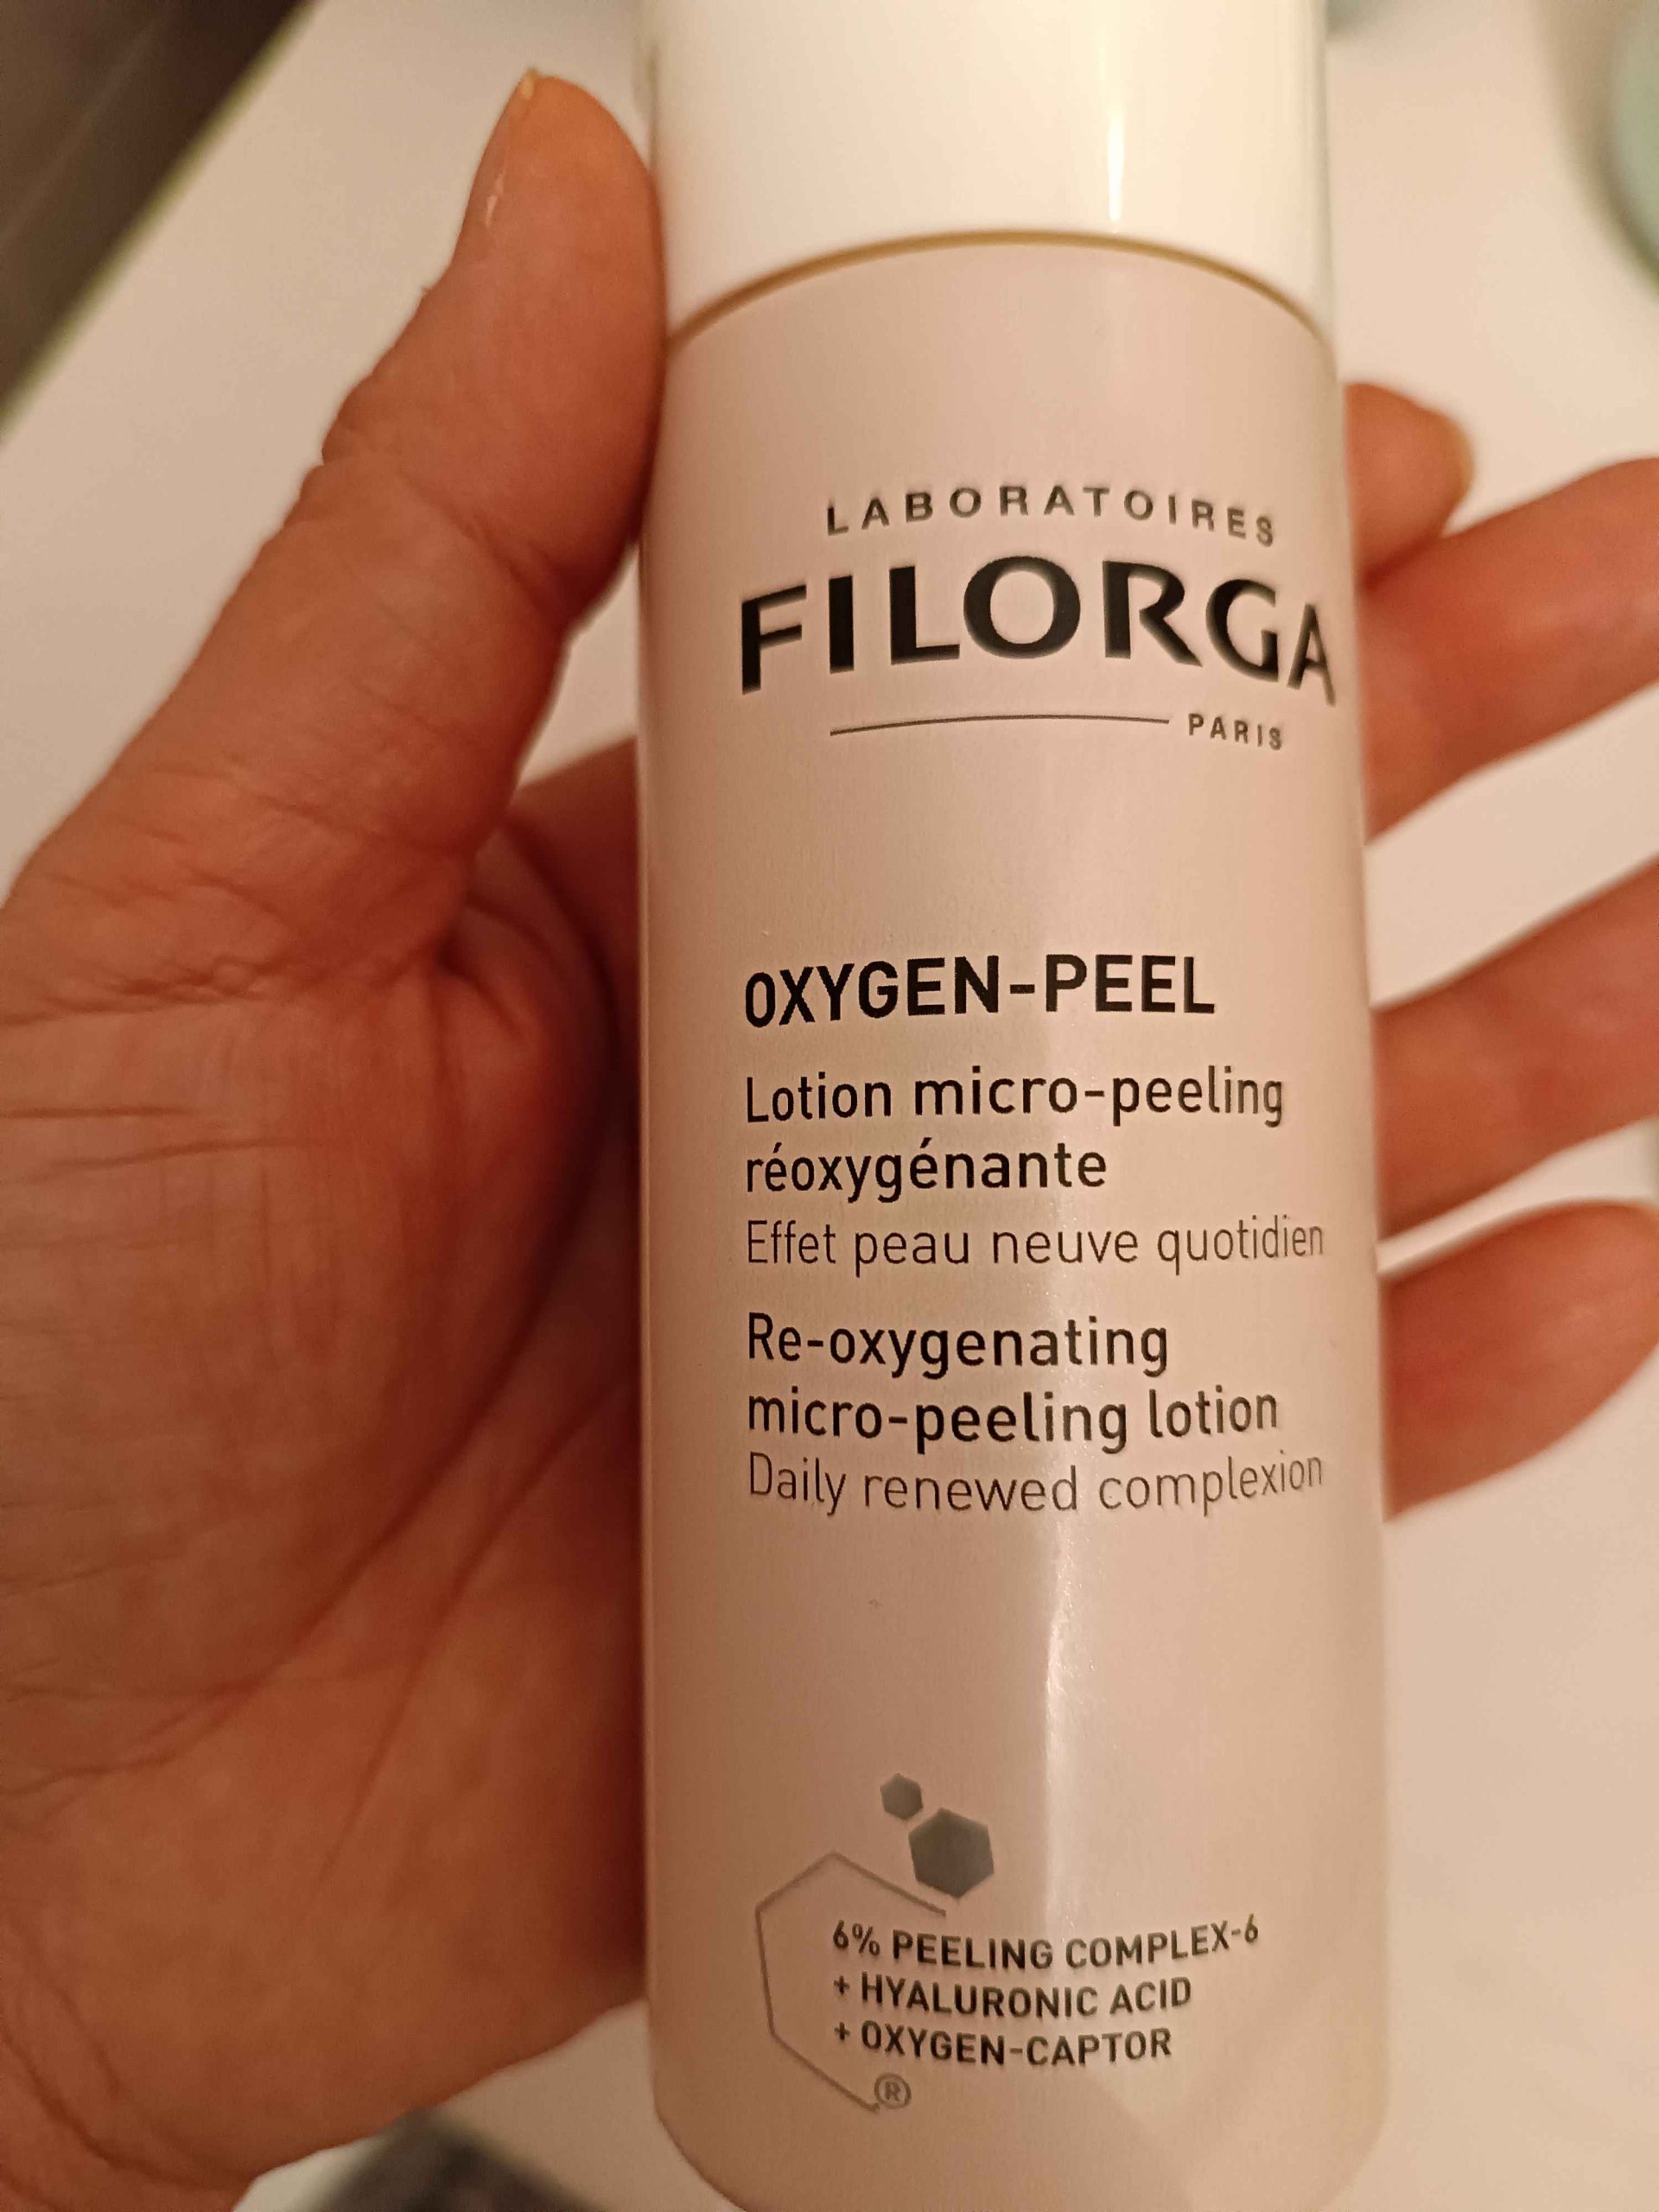 LABORATOIRES
FILORGA
PARIS
OXYGEN-PEEL
Lotion micro-peeling
réoxygénante
Effet peau neuve quotidien
Re-oxygenating
micro-peeling lotion
Daily renewed complexion
6% PEELING COMPLEX-6
+ HYALURONIC ACID
+ OXYGEN-CAPTOR
®